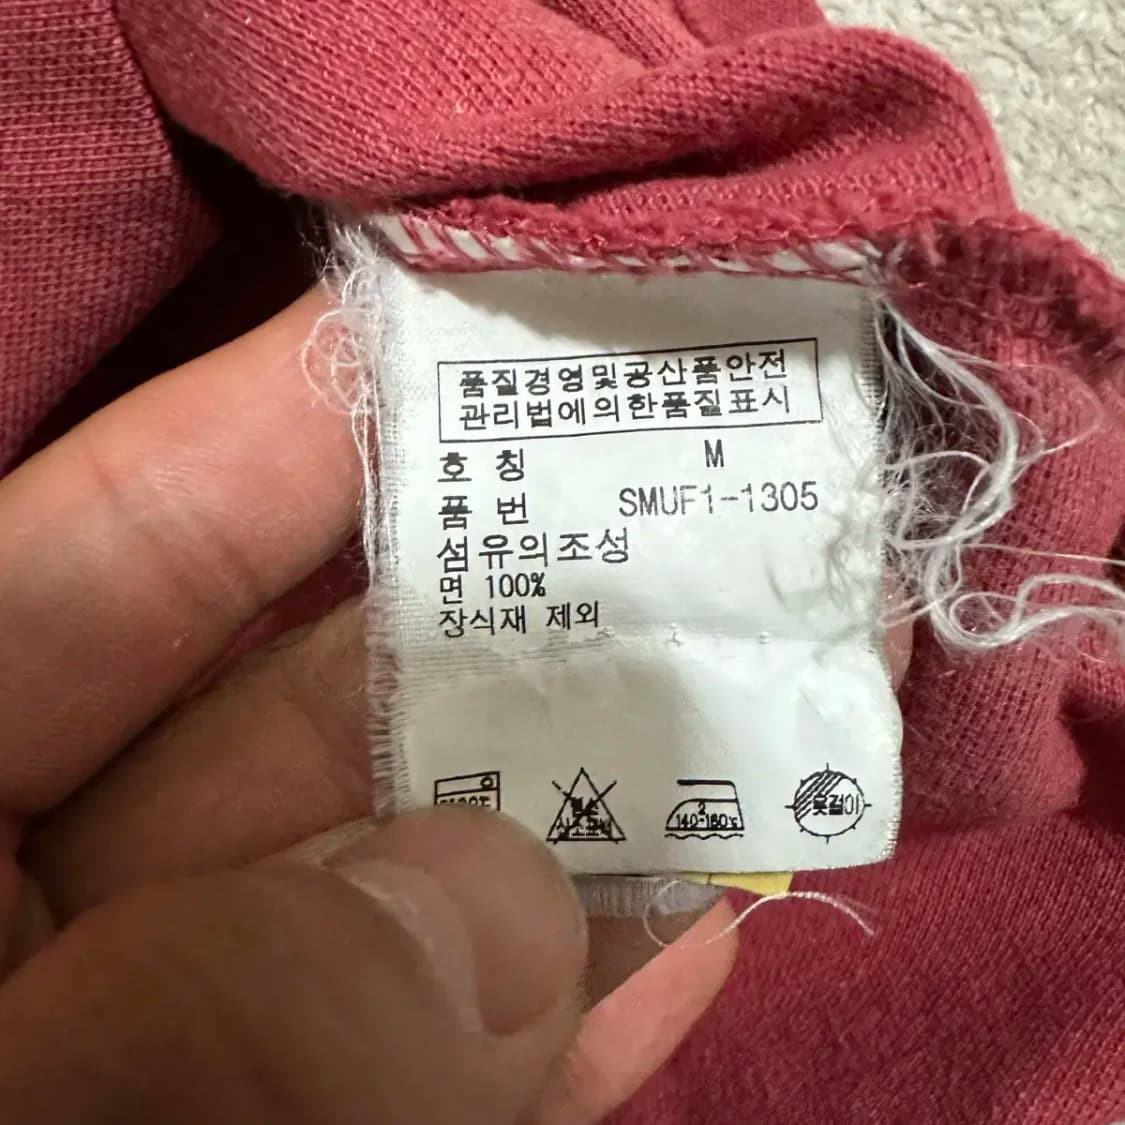 품질경영및공산품안전
관리법에의한품질표시
호 칭 M
품 번 SMUF1-1305
섬유의조성
면 100%
장식재 제외
2
140-160℃
옷걸이